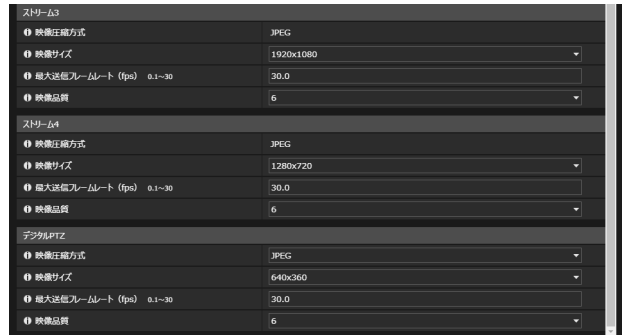 ストリーム3
映像圧縮方式 JPEG
映像サイズ 1920x1080
最大送信フレームレート (fps) 0.1～30 30.0
映像品質 6
ストリーム4
映像圧縮方式 JPEG
映像サイズ 1280x720
最大送信フレームレート (fps) 0.1～30 30.0
映像品質 6
デジタルPTZ
映像圧縮方式 JPEG
映像サイズ 640x360
最大送信フレームレート (fps) 0.1～30 30.0
映像品質 6